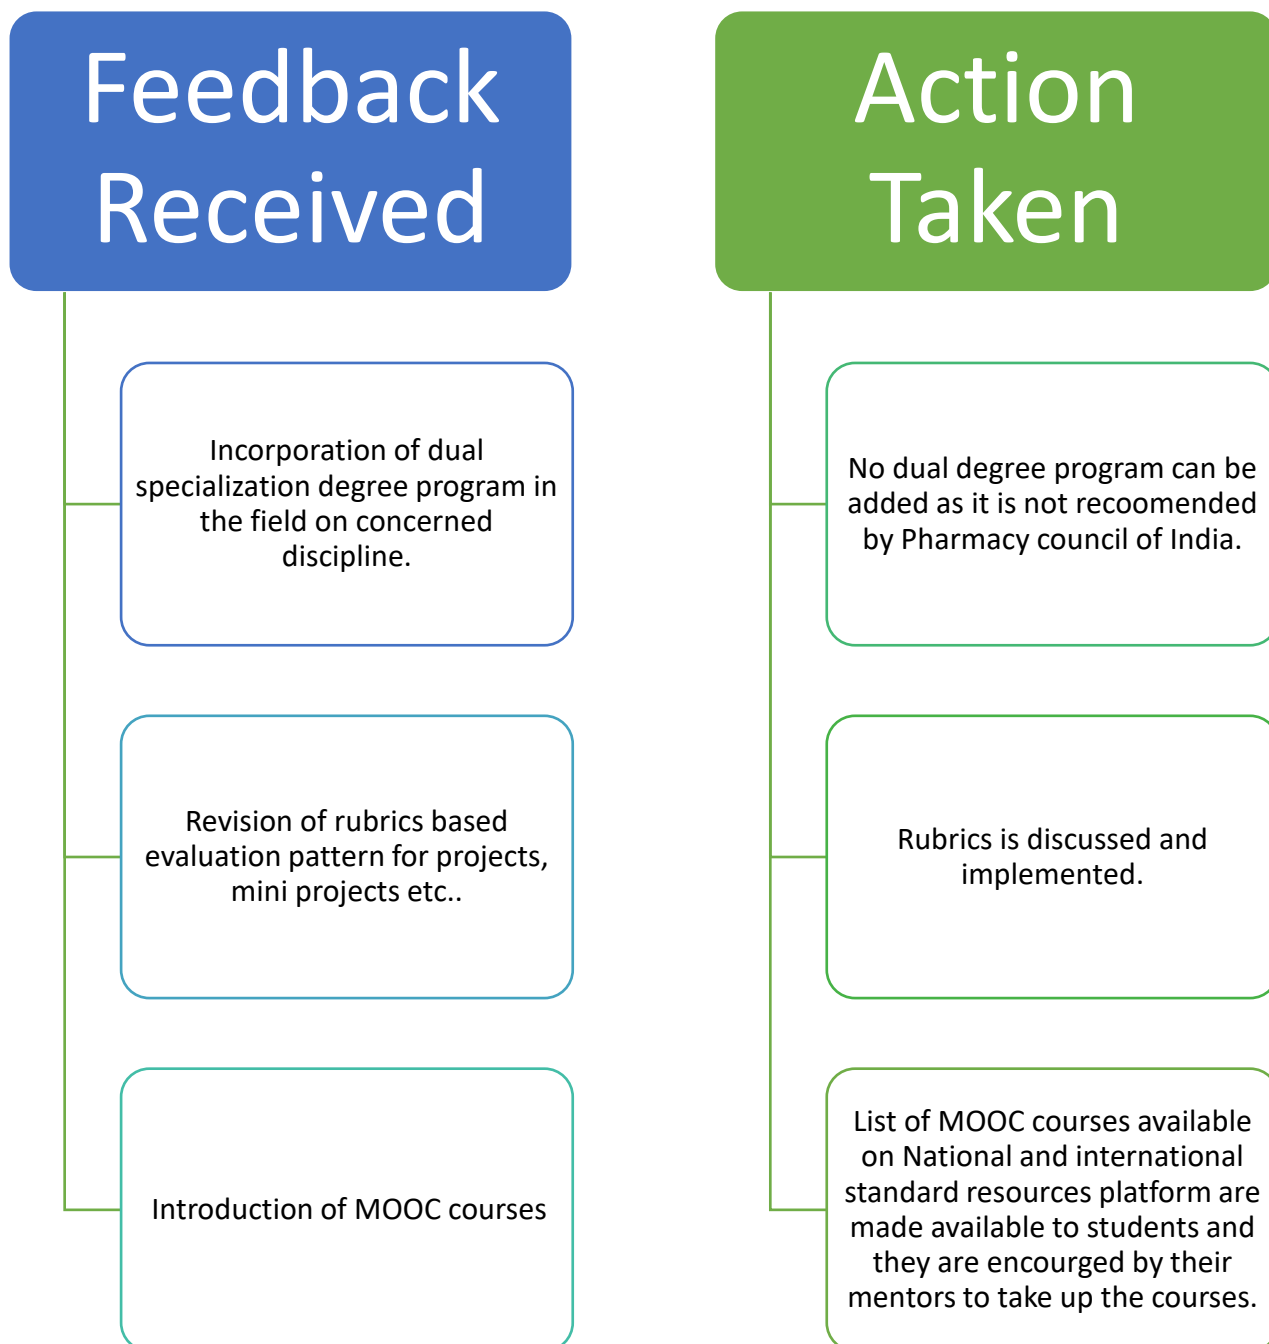 Feedback
Received
Incorporation of dual
specialization degree program in
the field on concerned
discipline.
Revision of rubrics based
evaluation pattern for projects,
mini projects etc..
Introduction of MOOC courses
Action
Taken
No dual degree program can be
added as it is not recoomended
by Pharmacy council of India.
Rubrics is discussed and
implemented.
List of MOOC courses available
on National and international
standard resources platform are
made available to students and
they are encourged by their
mentors to take up the courses.